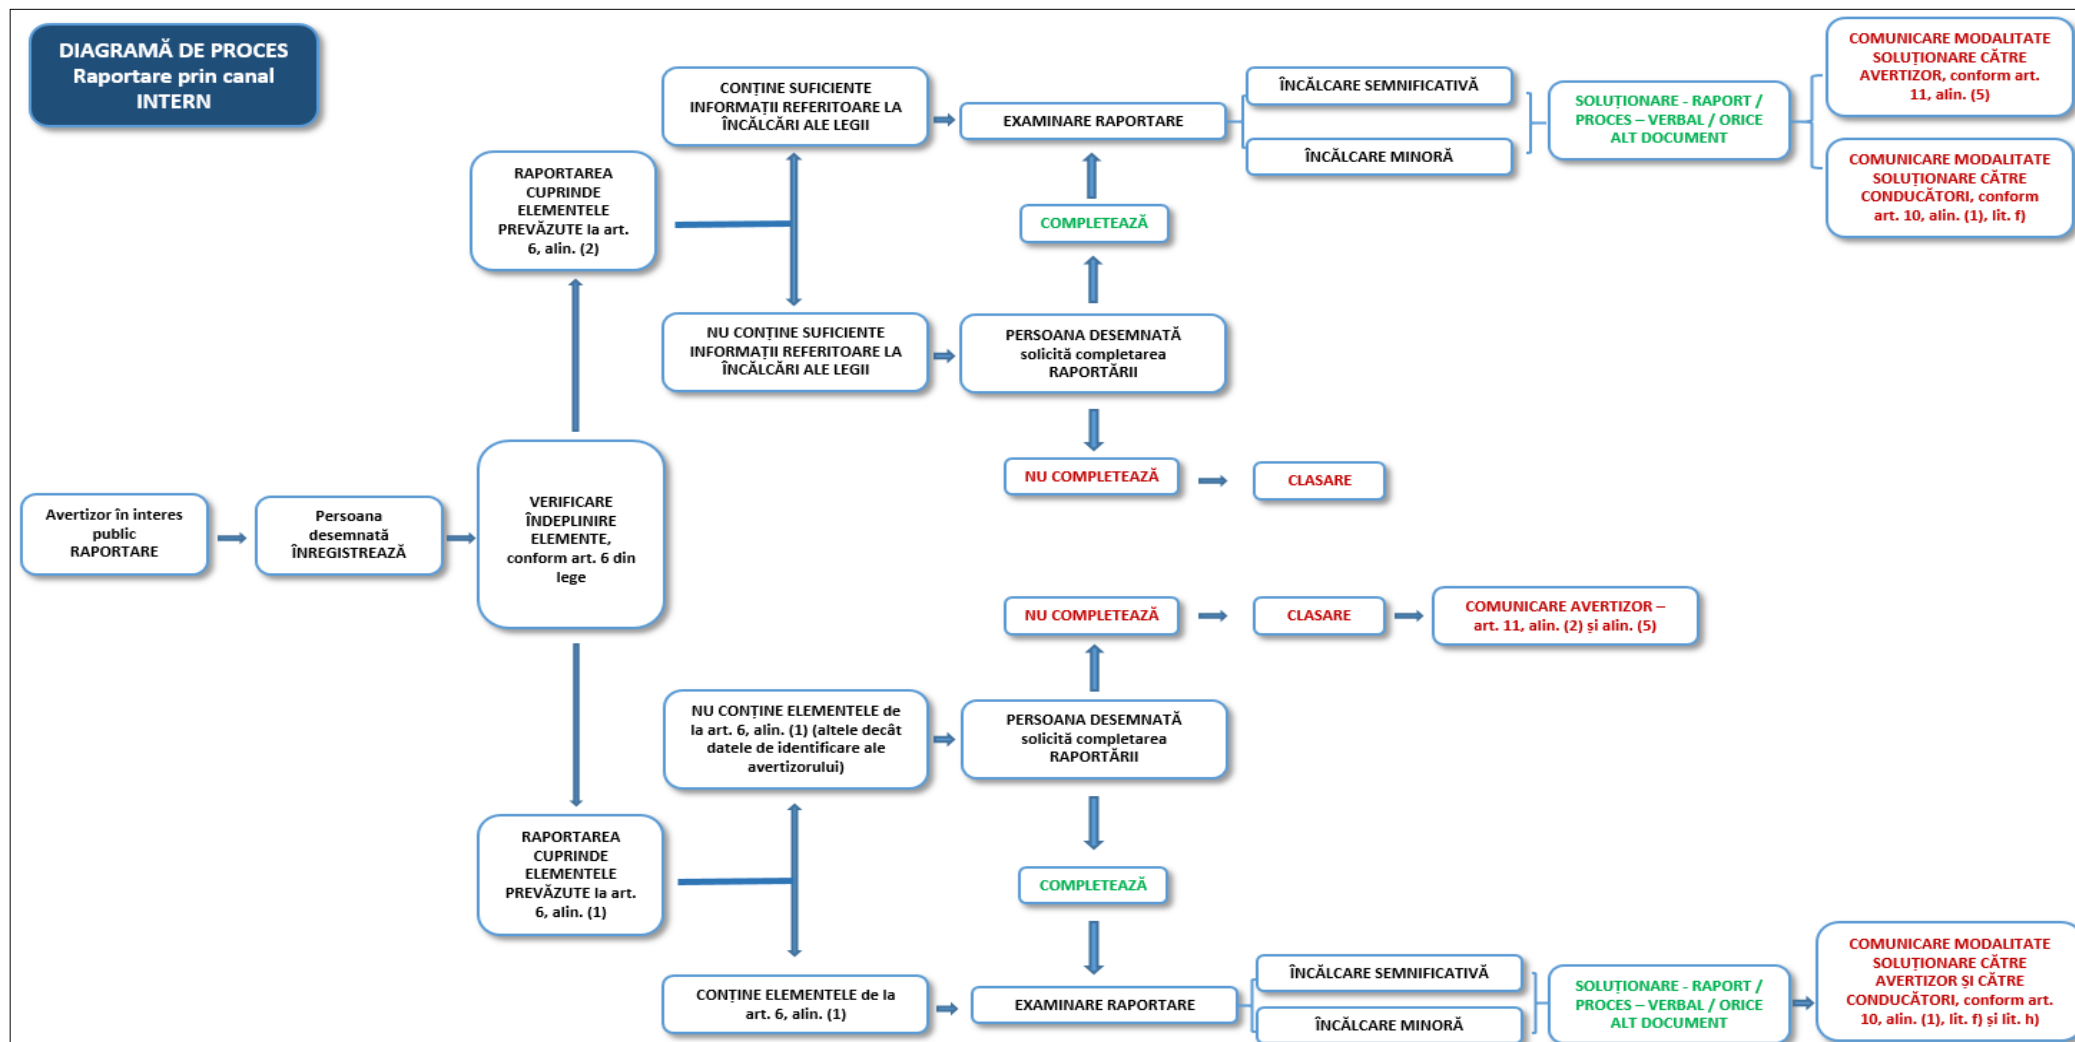 DIAGRAMĂ DE PROCES
Raportare prin canal
INTERN
Avertizor în interes
public
RAPORTARE
Persoana
desemnată
ÎNREGISTREAZĂ
VERIFICARE
ÎNDEPLINIRE
ELEMENTE,
conform art. 6 din
lege
RAPORTAREA
CUPRINDE
ELEMENTELE
PREVĂZUTE la art.
6, alin. (2)
CONȚINE SUFICIENTE
INFORMAȚII REFERITOARE LA
ÎNCĂLCĂRI ALE LEGII
EXAMINARE RAPORTARE
ÎNCĂLCARE SEMNIFICATIVĂ
ÎNCĂLCARE MINORĂ
SOLUȚIONARE - RAPORT /
PROCES – VERBAL / ORICE
ALT DOCUMENT
COMUNICARE MODALITATE
SOLUȚIONARE CĂTRE
AVERTIZOR, conform art.
11, alin. (5)
COMUNICARE MODALITATE
SOLUȚIONARE CĂTRE
CONDUCĂTORI, conform
art. 10, alin. (1), lit. f)
COMPLETEAZĂ
NU CONȚINE SUFICIENTE
INFORMAȚII REFERITOARE LA
ÎNCĂLCĂRI ALE LEGII
PERSOANA DESEMNATĂ
solicită completarea
RAPORTĂRII
NU COMPLETEAZĂ
CLASARE
NU COMPLETEAZĂ
CLASARE
COMUNICARE AVERTIZOR –
art. 11, alin. (2) și alin. (5)
NU CONȚINE ELEMENTELE de
la art. 6, alin. (1) (altele decât
datele de identificare ale
avertizorului)
PERSOANA DESEMNATĂ
solicită completarea
RAPORTĂRII
RAPORTAREA
CUPRINDE
ELEMENTELE
PREVĂZUTE la art.
6, alin. (1)
COMPLETEAZĂ
CONȚINE ELEMENTELE de la
art. 6, alin. (1)
EXAMINARE RAPORTARE
ÎNCĂLCARE SEMNIFICATIVĂ
ÎNCĂLCARE MINORĂ
SOLUȚIONARE - RAPORT /
PROCES – VERBAL / ORICE
ALT DOCUMENT
COMUNICARE MODALITATE
SOLUȚIONARE CĂTRE
AVERTIZOR ȘI CĂTRE
CONDUCĂTORI, conform art.
10, alin. (1), lit. f) și lit. h)